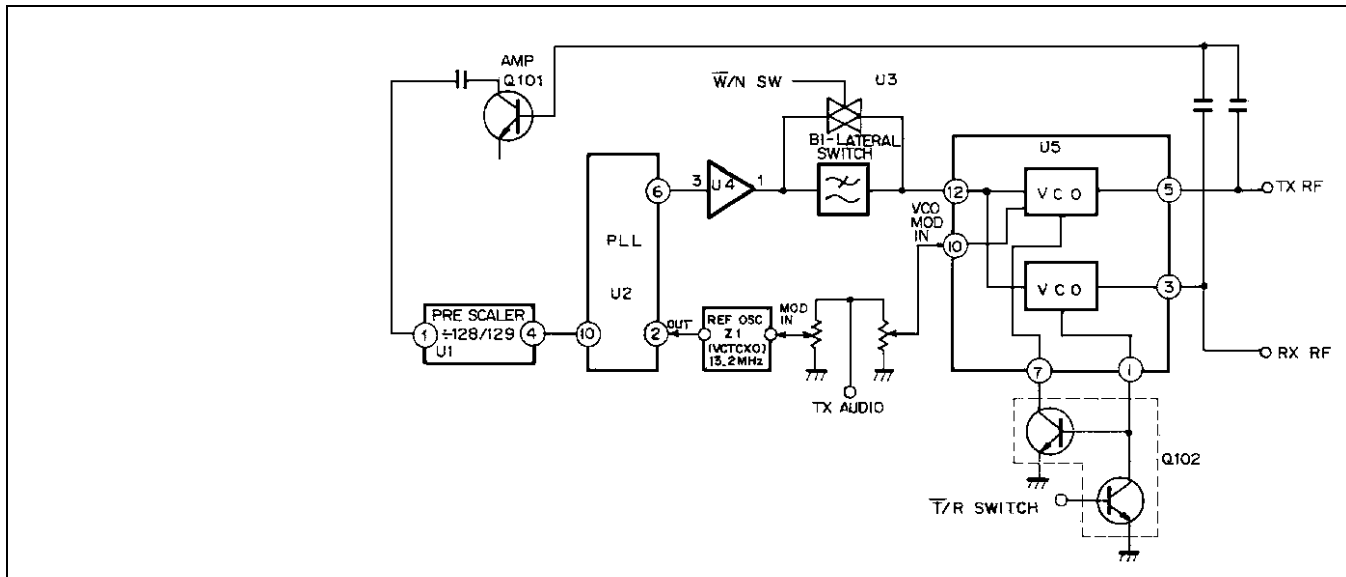 AMP
Q101
W̅/N SW
U3
BI-LATERAL
SWITCH
U5
6
3
U4
1
12
VCO
5
TX RF
VCO
MOD
IN
10
PLL
U2
VCO
3
PRE SCALER
÷128/129
U1
1
4
10
2
OUT
REF OSC
Z1
(VCTCXO)
13.2MHz
MOD
IN
RX RF
7
1
TX AUDIO
Q102
T̅/R SWITCH